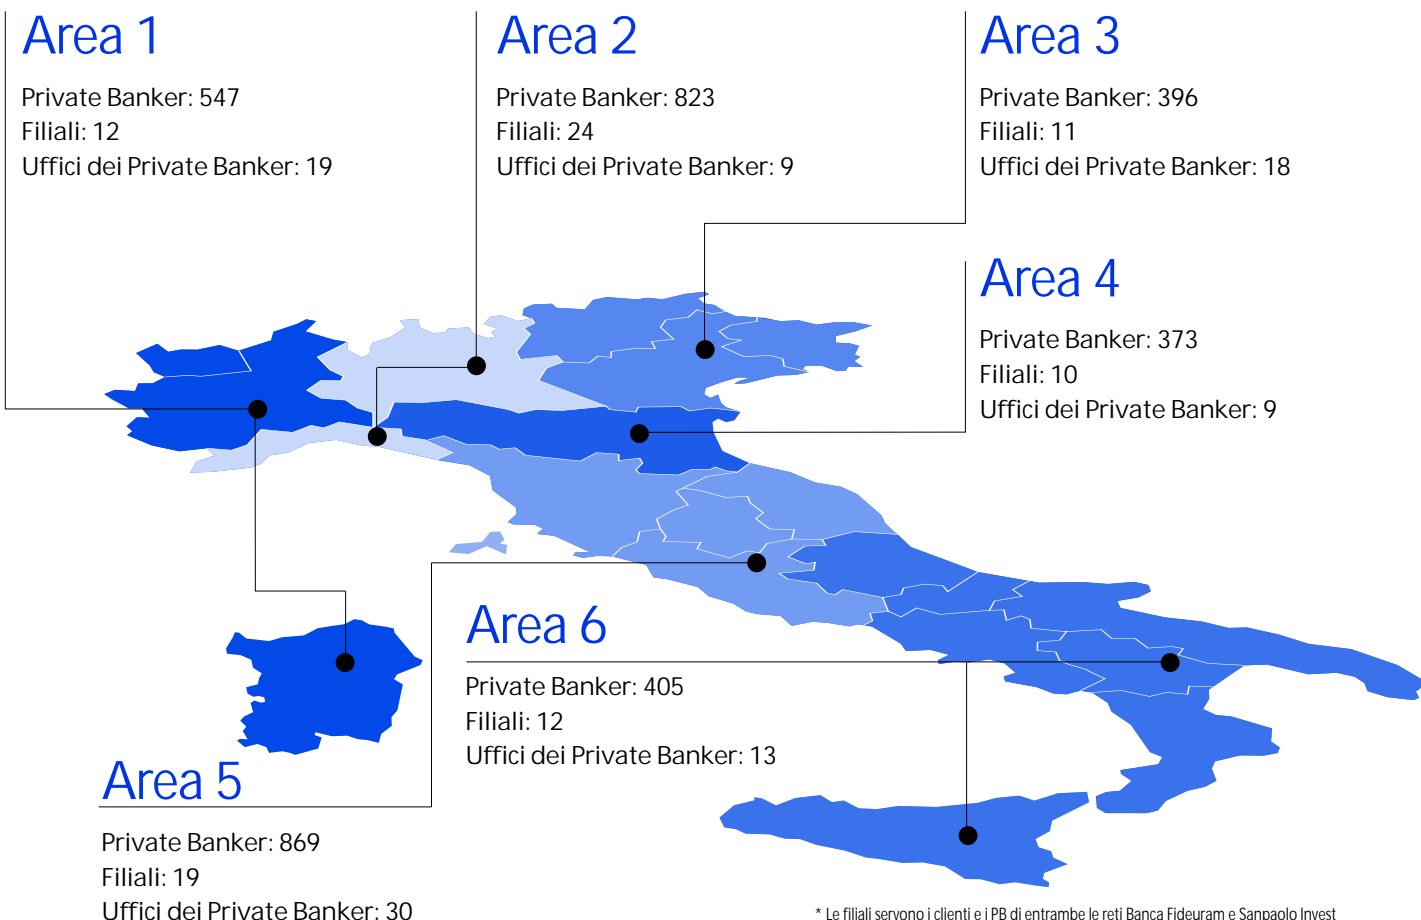 Area 1
Private Banker: 547
Filiali: 12
Uffici dei Private Banker: 19
Area 2
Private Banker: 823
Filiali: 24
Uffici dei Private Banker: 9
Area 3
Private Banker: 396
Filiali: 11
Uffici dei Private Banker: 18
Area 4
Private Banker: 373
Filiali: 10
Uffici dei Private Banker: 9
Area 6
Private Banker: 405
Filiali: 12
Uffici dei Private Banker: 13
Area 5
Private Banker: 869
Filiali: 19
Uffici dei Private Banker: 30
* Le filiali servono i clienti e i PB di entrambe le reti Banca Fideuram e Sanpaolo Invest